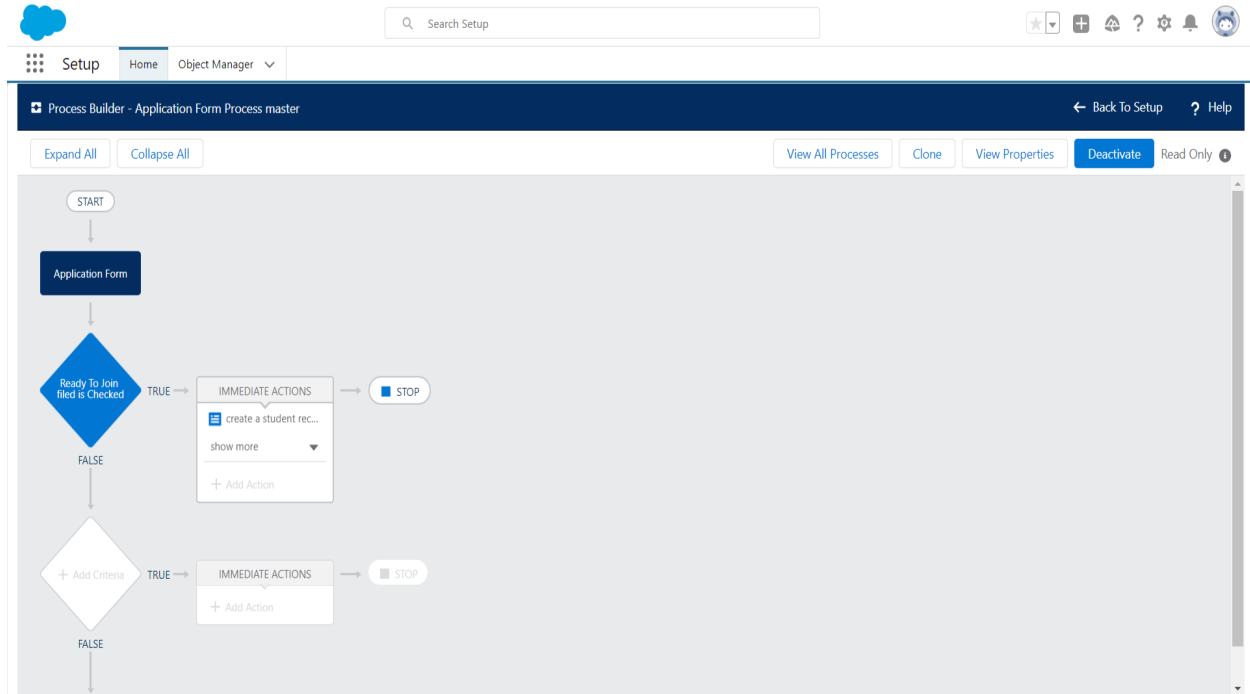 Search Setup
Setup
Home
Object Manager
Process Builder - Application Form Process master
Back To Setup
? Help
Expand All
Collapse All
View All Processes
Clone
View Properties
Deactivate
Read Only
START
Application Form
Ready To Join
filed is Checked
TRUE
IMMEDIATE ACTIONS
STOP
create a student rec...
show more
+ Add Action
FALSE
+ Add Criteria
TRUE
IMMEDIATE ACTIONS
STOP
+ Add Action
FALSE